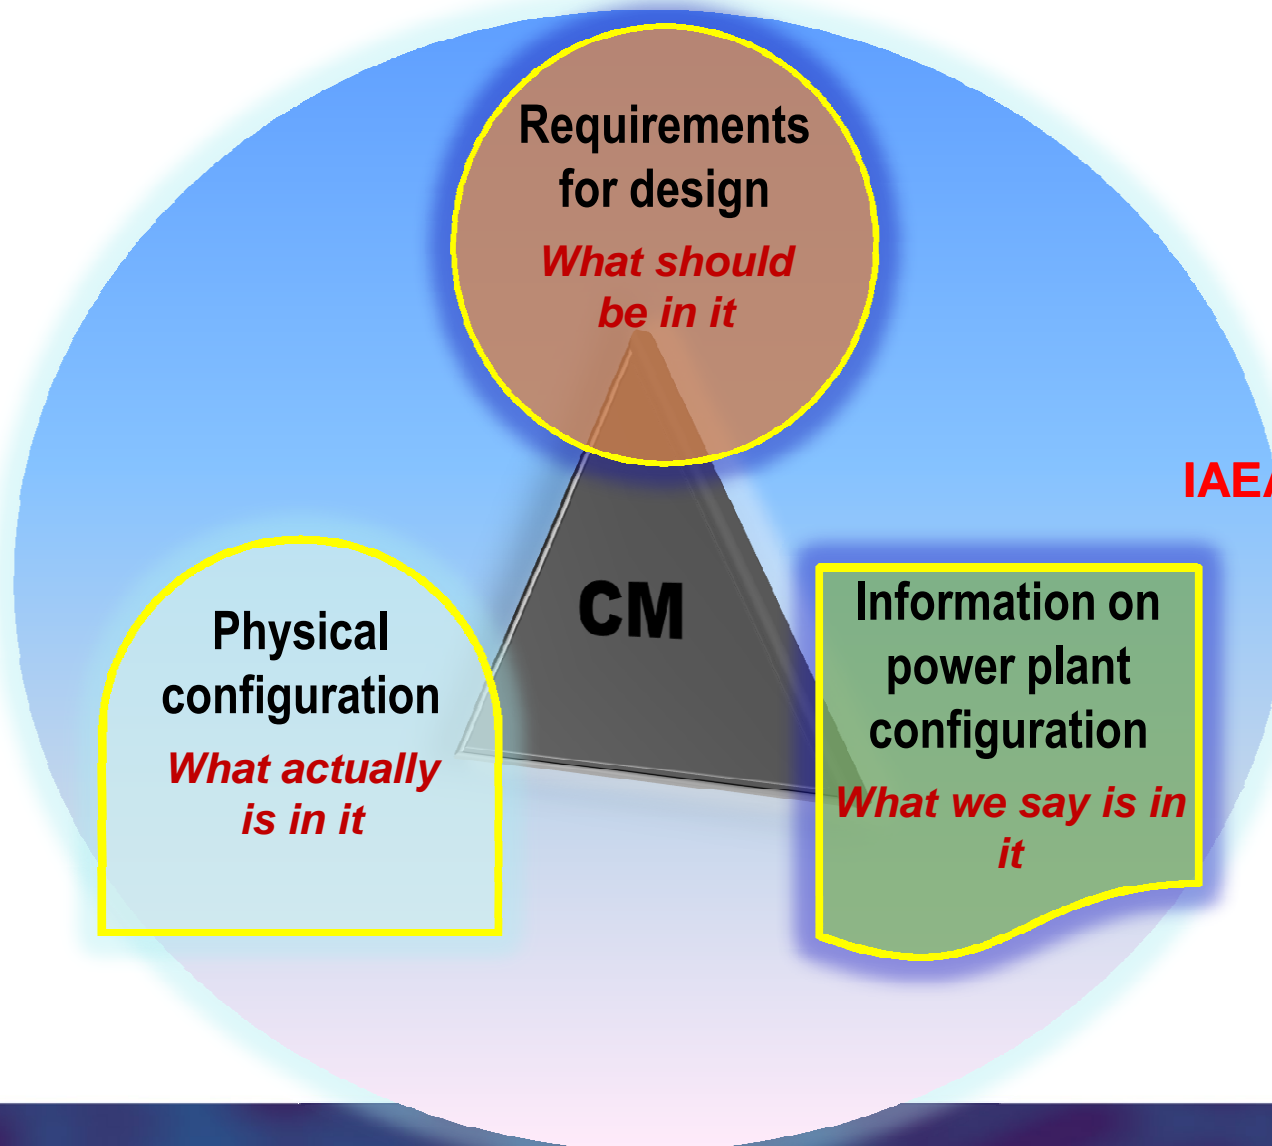 Requirements
for design
What should
be in it
IAEA
CM
Physical
configuration
What actually
is in it
Information on
power plant
configuration
What we say is in
it